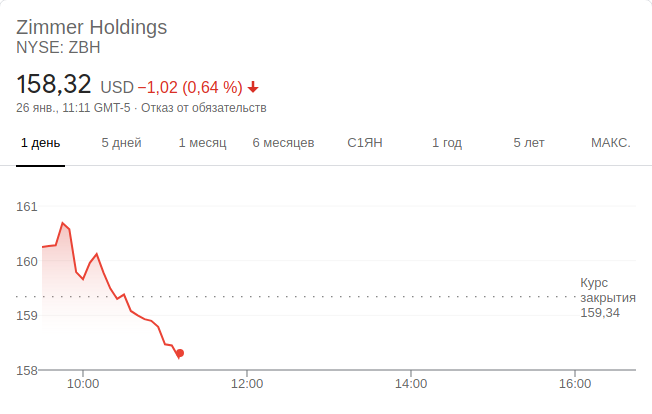 Zimmer Holdings
NYSE: ZBH
158,32 USD −1,02 (0,64 %)
26 янв., 11:11 GMT-5 · Отказ от обязательств
1 день 5 дней 1 месяц 6 месяцев С1ЯН 1 год 5 лет МАКС.
161
160
Курс
закрытия
159,34
159
158
10:00 12:00 14:00 16:00